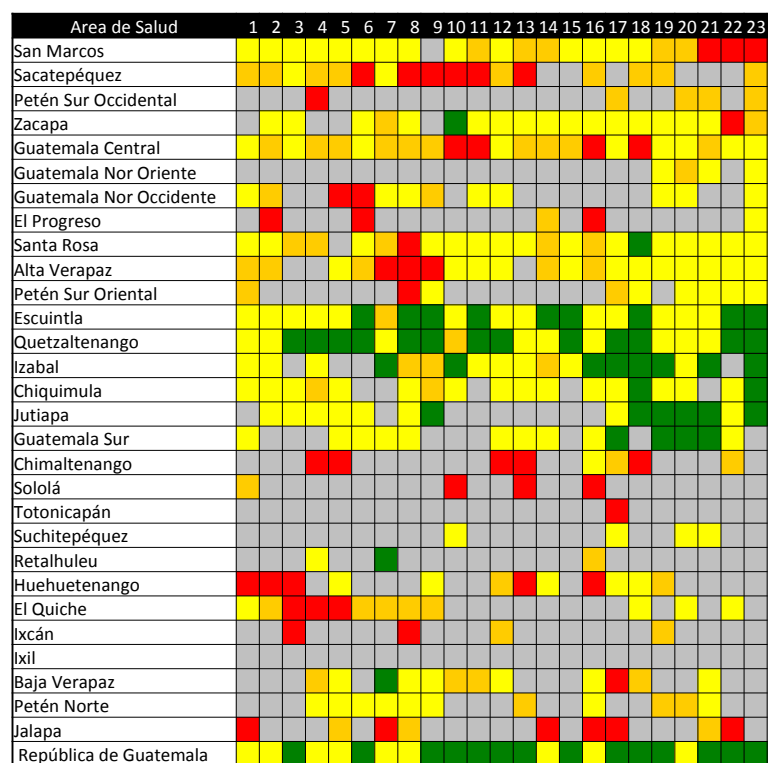 Area de Salud 1 2 3 4 5 6 7 8 9 10 11 12 13 14 15 16 17 18 19 20 21 22 23
San Marcos
Sacatepéquez
Petén Sur Occidental
Zacapa
Guatemala Central
Guatemala Nor Oriente
Guatemala Nor Occidente
El Progreso
Santa Rosa
Alta Verapaz
Petén Sur Oriental
Escuintla
Quetzaltenango
Izabal
Chiquimula
Jutiapa
Guatemala Sur
Chimaltenango
Sololá
Totonicapán
Suchitepéquez
Retalhuleu
Huehuetenango
El Quiche
Ixcán
Ixil
Baja Verapaz
Petén Norte
Jalapa
República de Guatemala